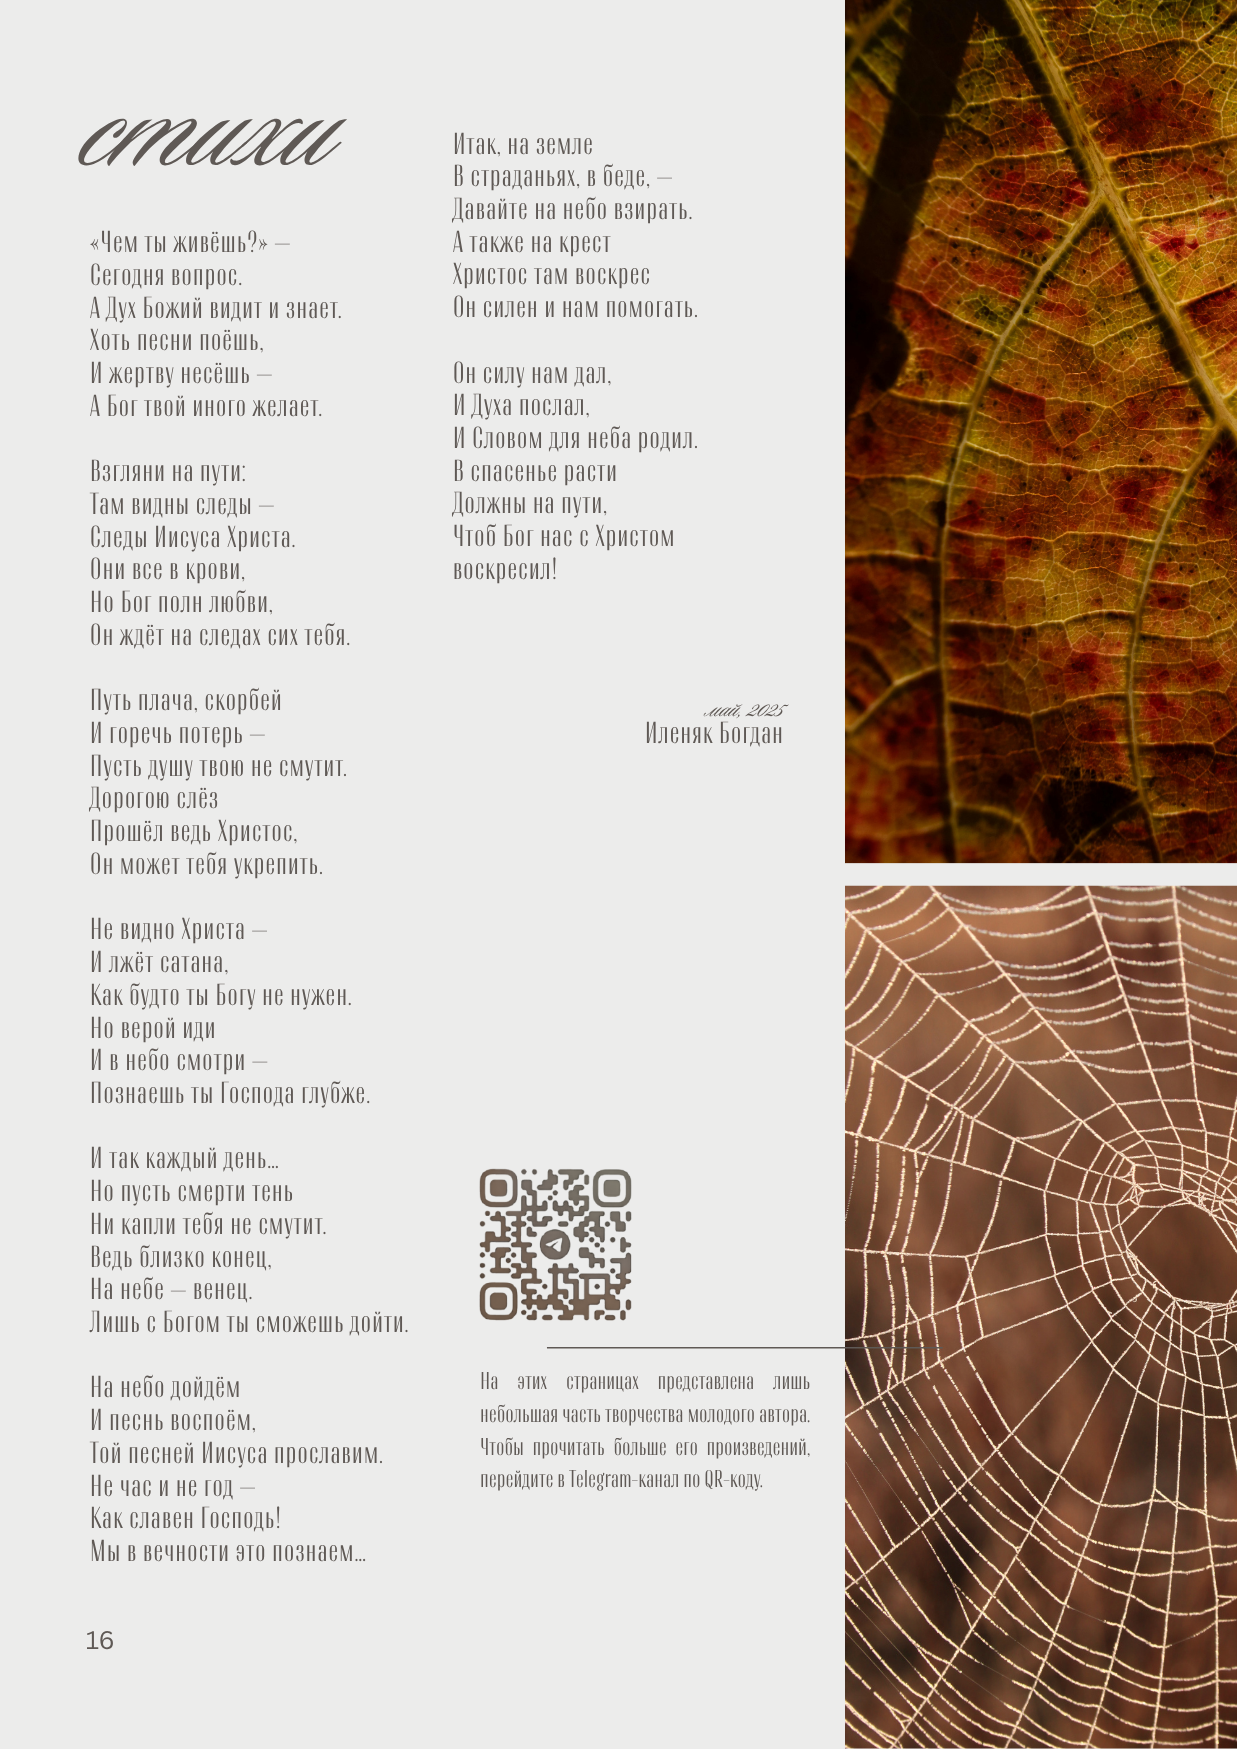 стихи
«Чем ты живёшь?» –
Сегодня вопрос.
А Дух Божий видит и знает.
Хоть песни поёшь,
И жертву несёшь –
А Бог твой иного желает.
Взгляни на пути:
Там видны следы –
Следы Иисуса Христа.
Они все в крови,
Но Бог полн любви,
Он ждёт на следах сих тебя.
Путь плача, скорбей
И горечь потерь –
Пусть душу твою не смутит.
Дорогою слёз
Прошёл ведь Христос,
Он может тебя укрепить.
Не видно Христа –
И лжёт сатана,
Как будто ты Богу не нужен.
Но верой иди
И в небо смотри –
Познаешь ты Господа глубже.
И так каждый день...
Но пусть смерти тень
Ни капли тебя не смутит.
Ведь близко конец,
На небе – венец.
Лишь с Богом ты сможешь дойти.
На небо дойдём
И песнь воспоём,
Той песней Иисуса прославим.
Не час и не год –
Как славен Господь!
Мы в вечности это познаем...
Итак, на земле
В страданьях, в беде, –
Давайте на небо взирать.
А также на крест
Христос там воскрес
Он силен и нам помогать.
Он силу нам дал,
И Духа послал,
И Словом для неба родил.
В спасенье расти
Должны на пути,
Чтоб Бог нас с Христом
воскресил!
май, 2025
Иленяк Богдан
На этих страницах представлена лишь
небольшая часть творчества молодого автора.
Чтобы прочитать больше его произведений,
перейдите в Telegram-канал по QR-коду.
16